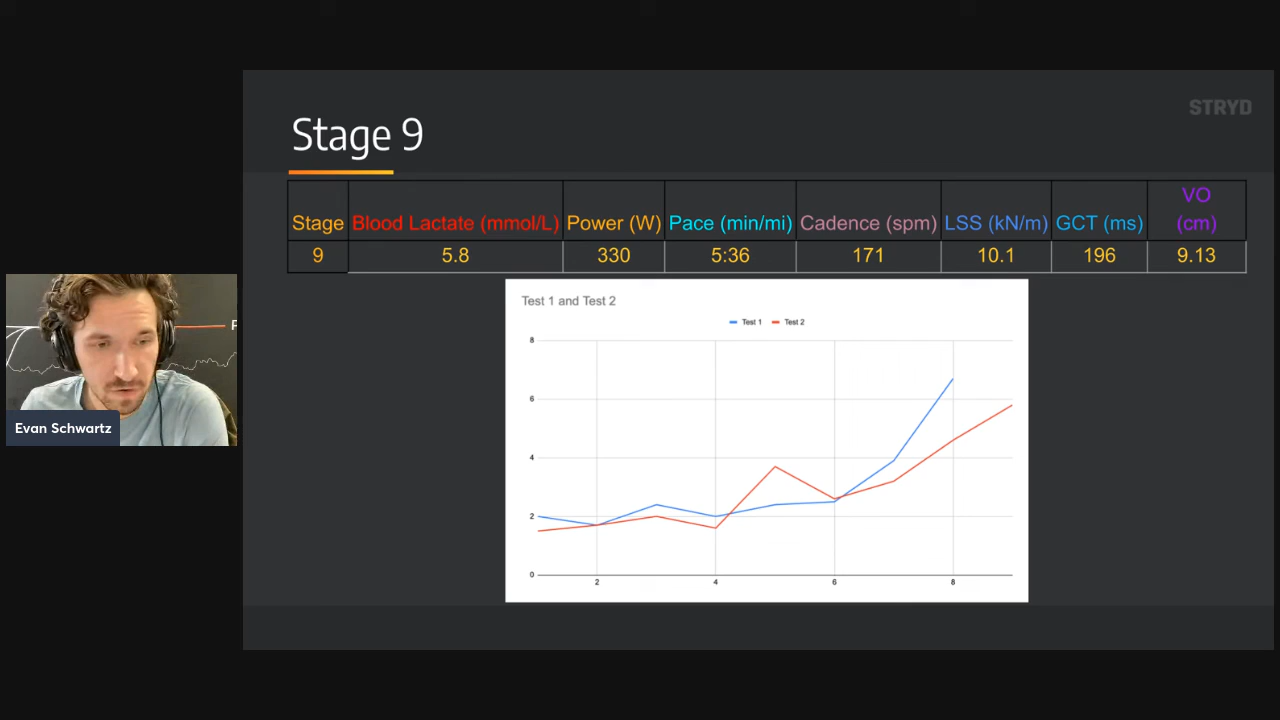 STRYD
Stage 9
Stage Blood Lactate (mmol/L) Power (W) Pace (min/mi) Cadence (spm) LSS (kN/m) GCT (ms) VO (cm)
9 5.8 330 5:36 171 10.1 196 9.13
Test 1 and Test 2
Test 1 Test 2
8
6
4
2
0
2 4 6 8
F
Evan Schwartz